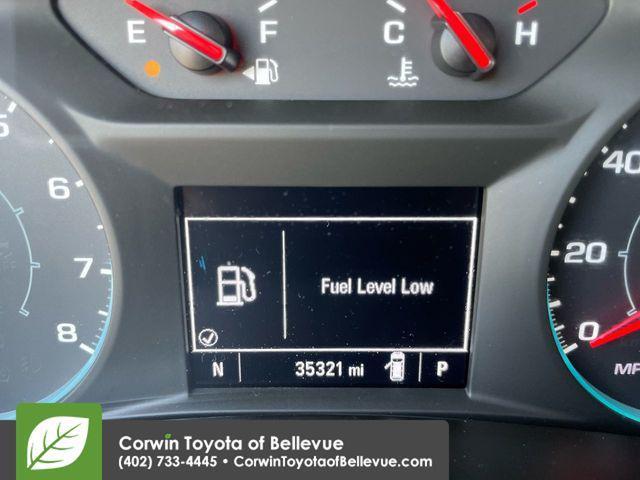 E F C H
5
6
7
8
40
20
0
MP
Fuel Level Low
N 35321 mi P
Corwin Toyota of Bellevue
(402) 733-4445 • CorwinToyotaofBellevue.com